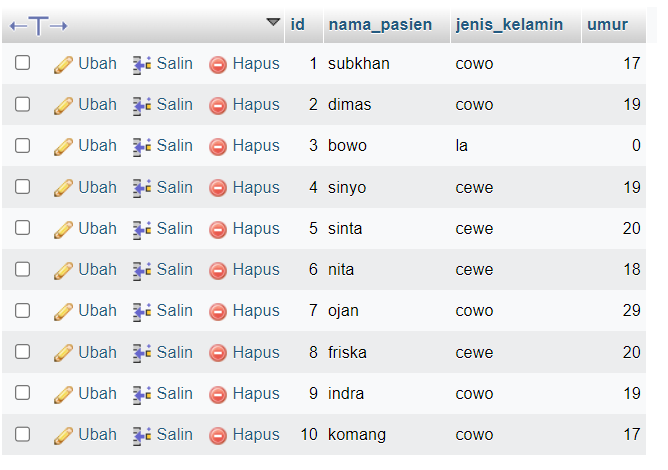 id nama_pasien jenis_kelamin umur
Ubah Salin Hapus 1 subkhan cowo 17
Ubah Salin Hapus 2 dimas cowo 19
Ubah Salin Hapus 3 bowo la 0
Ubah Salin Hapus 4 sinyo cewe 19
Ubah Salin Hapus 5 sinta cewe 20
Ubah Salin Hapus 6 nita cewe 18
Ubah Salin Hapus 7 ojan cowo 29
Ubah Salin Hapus 8 friska cewe 20
Ubah Salin Hapus 9 indra cowo 19
Ubah Salin Hapus 10 komang cowo 17